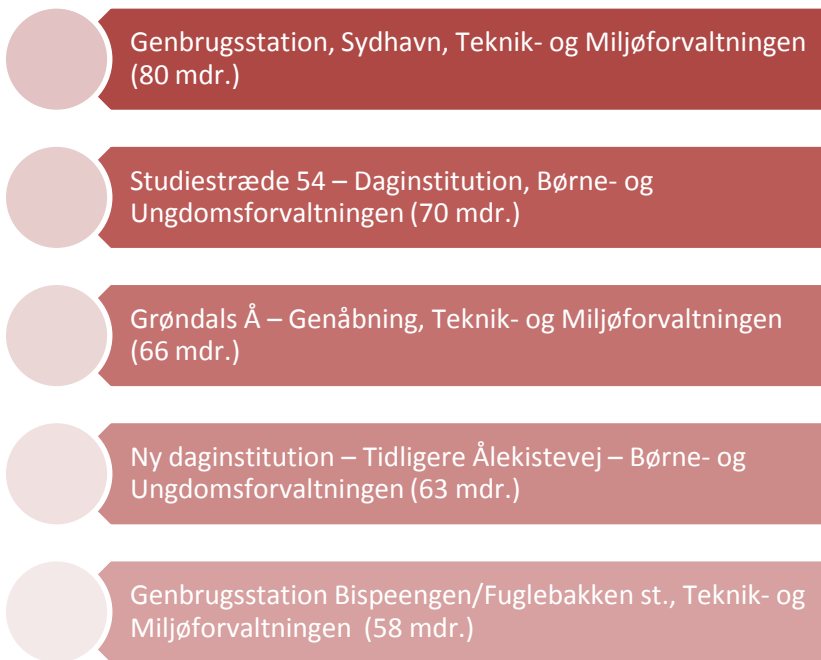 Genbrugsstation, Sydhavn, Teknik- og Miljøforvaltningen
(80 mdr.)
Studiestræde 54 – Daginstitution, Børne- og
Ungdomsforvaltningen (70 mdr.)
Grøndals Å – Genåbning, Teknik- og Miljøforvaltningen
(66 mdr.)
Ny daginstitution – Tidligere Ålekistevej – Børne- og
Ungdomsforvaltningen (63 mdr.)
Genbrugsstation Bispeengen/Fuglebakken st., Teknik- og
Miljøforvaltningen (58 mdr.)